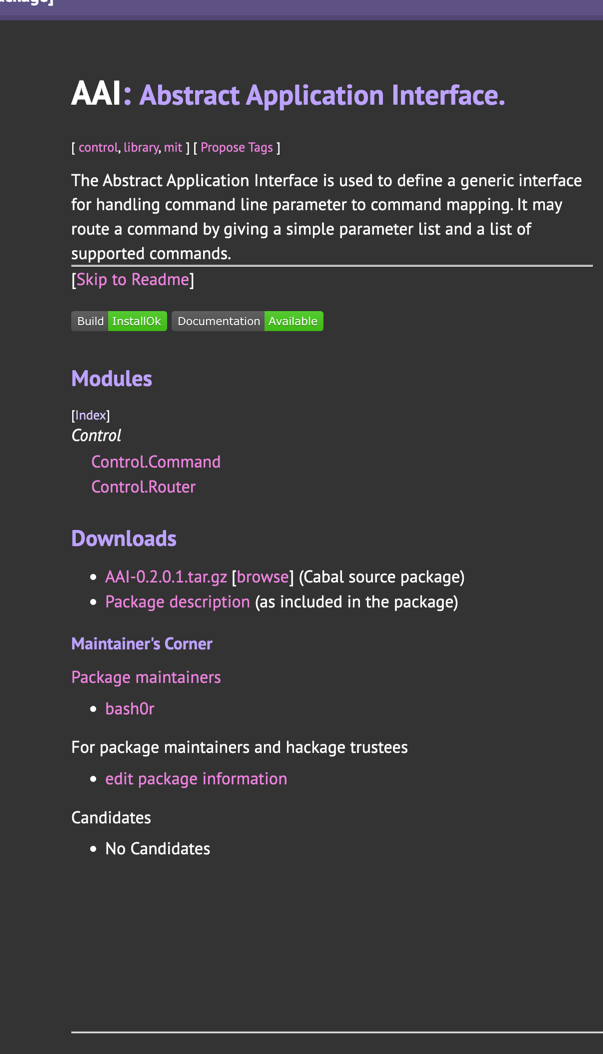 AAI: Abstract Application Interface.
[ control, library, mit ] [ Propose Tags ]
The Abstract Application Interface is used to define a generic interface
for handling command line parameter to command mapping. It may
route a command by giving a simple parameter list and a list of
supported commands.
[Skip to Readme]
Build InstallOk Documentation Available
Modules
[Index]
Control
Control.Command
Control.Router
Downloads
• AAI-0.2.0.1.tar.gz [browse] (Cabal source package)
• Package description (as included in the package)
Maintainer's Corner
Package maintainers
• bash0r
For package maintainers and hackage trustees
• edit package information
Candidates
• No Candidates